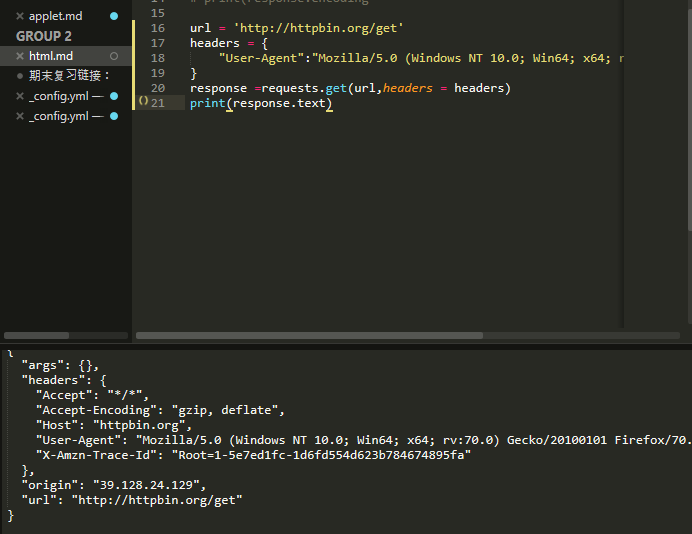 applet.md
GROUP 2
html.md
期末复习链接：
_config.yml —
_config.yml —
14 # print(response.encoding
15
16 url = 'http://httpbin.org/get'
17 headers = {
18 "User-Agent":"Mozilla/5.0 (Windows NT 10.0; Win64; x64; r
19 }
20 response =requests.get(url,headers = headers)
21 print(response.text)
{
"args": {},
"headers": {
"Accept": "*/*",
"Accept-Encoding": "gzip, deflate",
"Host": "httpbin.org",
"User-Agent": "Mozilla/5.0 (Windows NT 10.0; Win64; x64; rv:70.0) Gecko/20100101 Firefox/70.
"X-Amzn-Trace-Id": "Root=1-5e7ed1fc-1d6fd554d623b784674895fa"
},
"origin": "39.128.24.129",
"url": "http://httpbin.org/get"
}